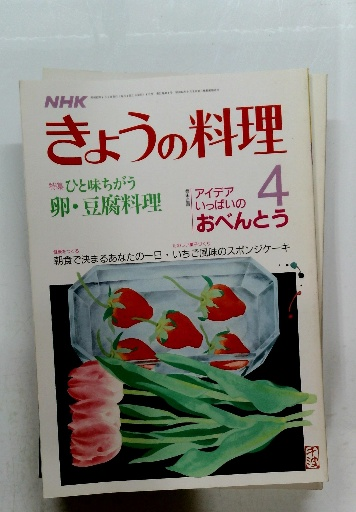 NHK
きょうの料理
特集 ひと味ちがう
卵・豆腐料理
アイデア
いっぱいの
おべんとう
4
朝食で決まるあなたの一日・いちご風味のスポンジケーキ